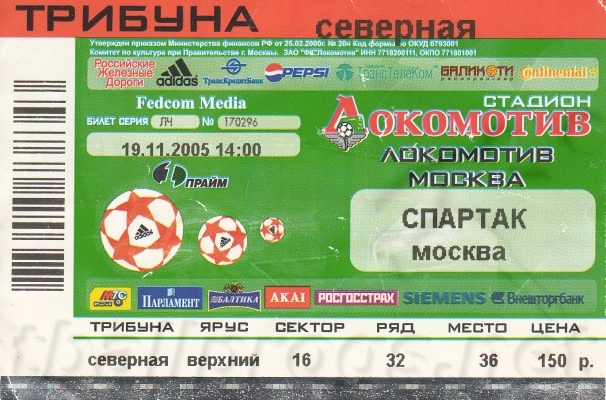 ТРИБУНА северная
Утвержден приказом Министерства финансов РФ от 25.02.2000г. № 20н Код формы по ОКУД 0793001
Комитет по культуре при Правительстве г. Москвы. ЗАО "ФК "Локомотив" ИНН 7718200111, ОКПО 771801001
Российские Железные Дороги adidas ТрансКредитБанк PEPSI ТрансТелеКом БАЛИКОТИ Continental
Fedcom Media СТАДИОН
БИЛЕТ СЕРИЯ ЛЧ № 170296 ЛОКОМОТИВ
19.11.2005 14:00 ЛОКОМОТИВ
МОСКВА
ПРАЙМ
СПАРТАК
москва
adidas
ПАРЛАМЕНТ БАЛТИКА AKAI РОСГОССТРАХ SIEMENS Внешторгбанк
ТРИБУНА ЯРУС СЕКТОР РЯД МЕСТО ЦЕНА
северная верхний 16 32 36 150 р.